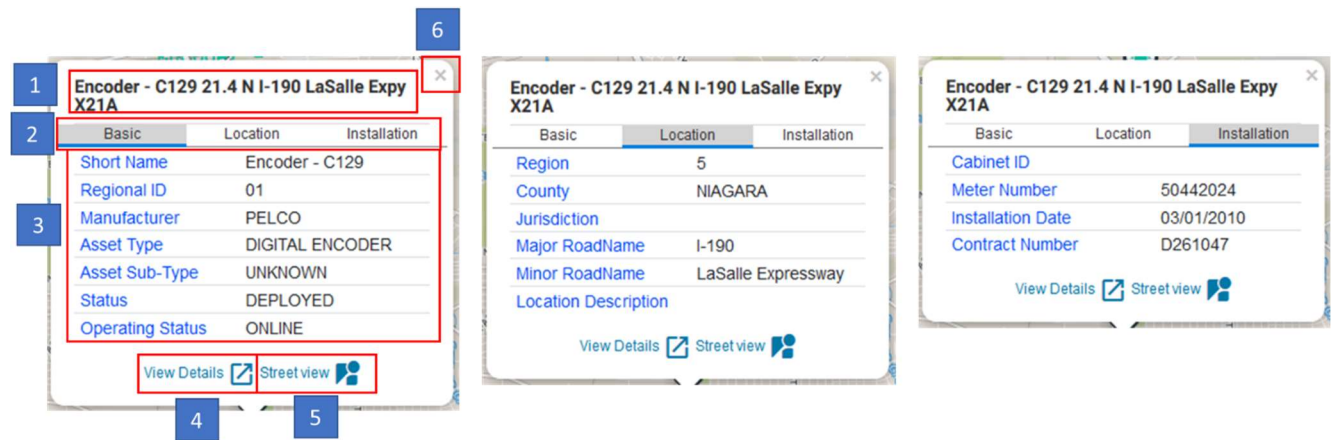 6
1
Encoder - C129 21.4 N I-190 LaSalle Expy
X21A
×
2
Basic Location Installation
3
Short Name Encoder - C129
Regional ID 01
Manufacturer PELCO
Asset Type DIGITAL ENCODER
Asset Sub-Type UNKNOWN
Status DEPLOYED
Operating Status ONLINE
View Details Street view
4 5
Encoder - C129 21.4 N I-190 LaSalle Expy
X21A
×
Basic Location Installation
Region 5
County NIAGARA
Jurisdiction
Major RoadName I-190
Minor RoadName LaSalle Expressway
Location Description
View Details Street view
Encoder - C129 21.4 N I-190 LaSalle Expy
X21A
×
Basic Location Installation
Cabinet ID
Meter Number 50442024
Installation Date 03/01/2010
Contract Number D261047
View Details Street view